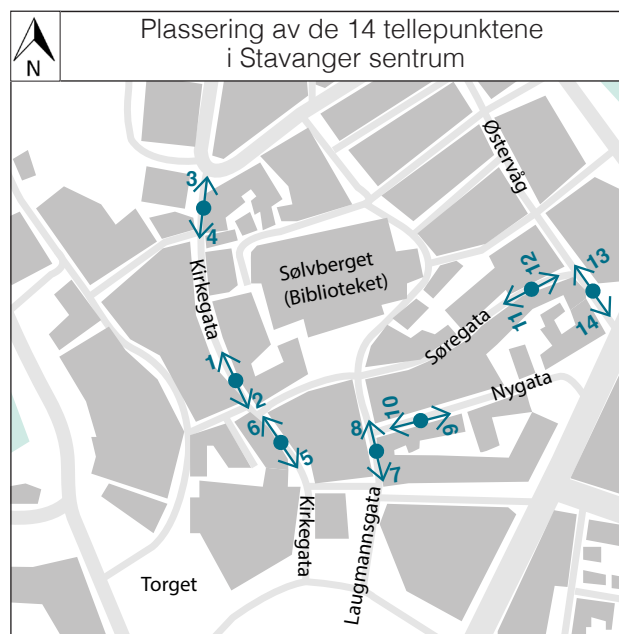 N
Plassering av de 14 tellepunktene
i Stavanger sentrum
Østervåg
3
4
Kirkegata
Sølvberget
(Biblioteket)
12
13
11
14
Søregata
1
2
Nygata
10
9
6
5
8
7
Kirkegata
Laugmannsgata
Torget